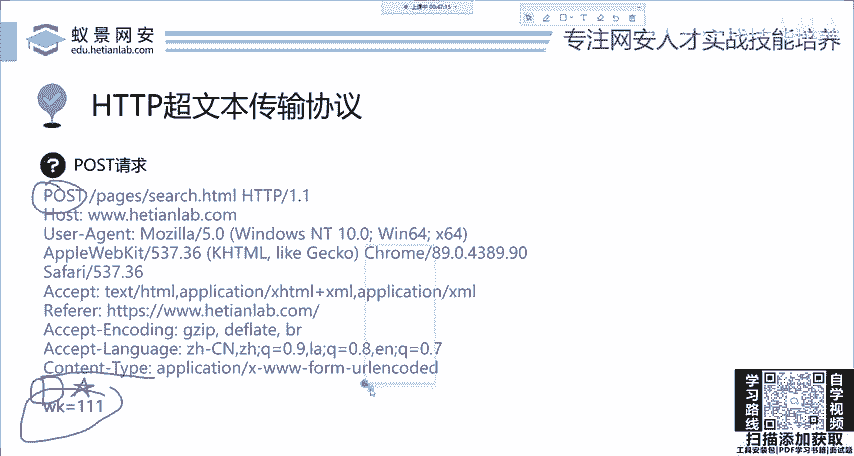 上课中 00:47:15
蚁景网安
edu.hetianlab.com
专注网安人才实战技能培养
HTTP超文本传输协议
? POST请求
POST /pages/search.html HTTP/1.1
Host: www.hetianlab.com
User-Agent: Mozilla/5.0 (Windows NT 10.0; Win64; x64)
AppleWebKit/537.36 (KHTML, like Gecko) Chrome/89.0.4389.90
Safari/537.36
Accept: text/html,application/xhtml+xml,application/xml
Referer: https://www.hetianlab.com/
Accept-Encoding: gzip, deflate, br
Accept-Language: zh-CN,zh;q=0.9,la;q=0.8,en;q=0.7
Content-Type: application/x-www-form-urlencoded
wk=111
学习路线
自学视频
扫描添加获取
工具安装包|PDF学习书籍|面试题